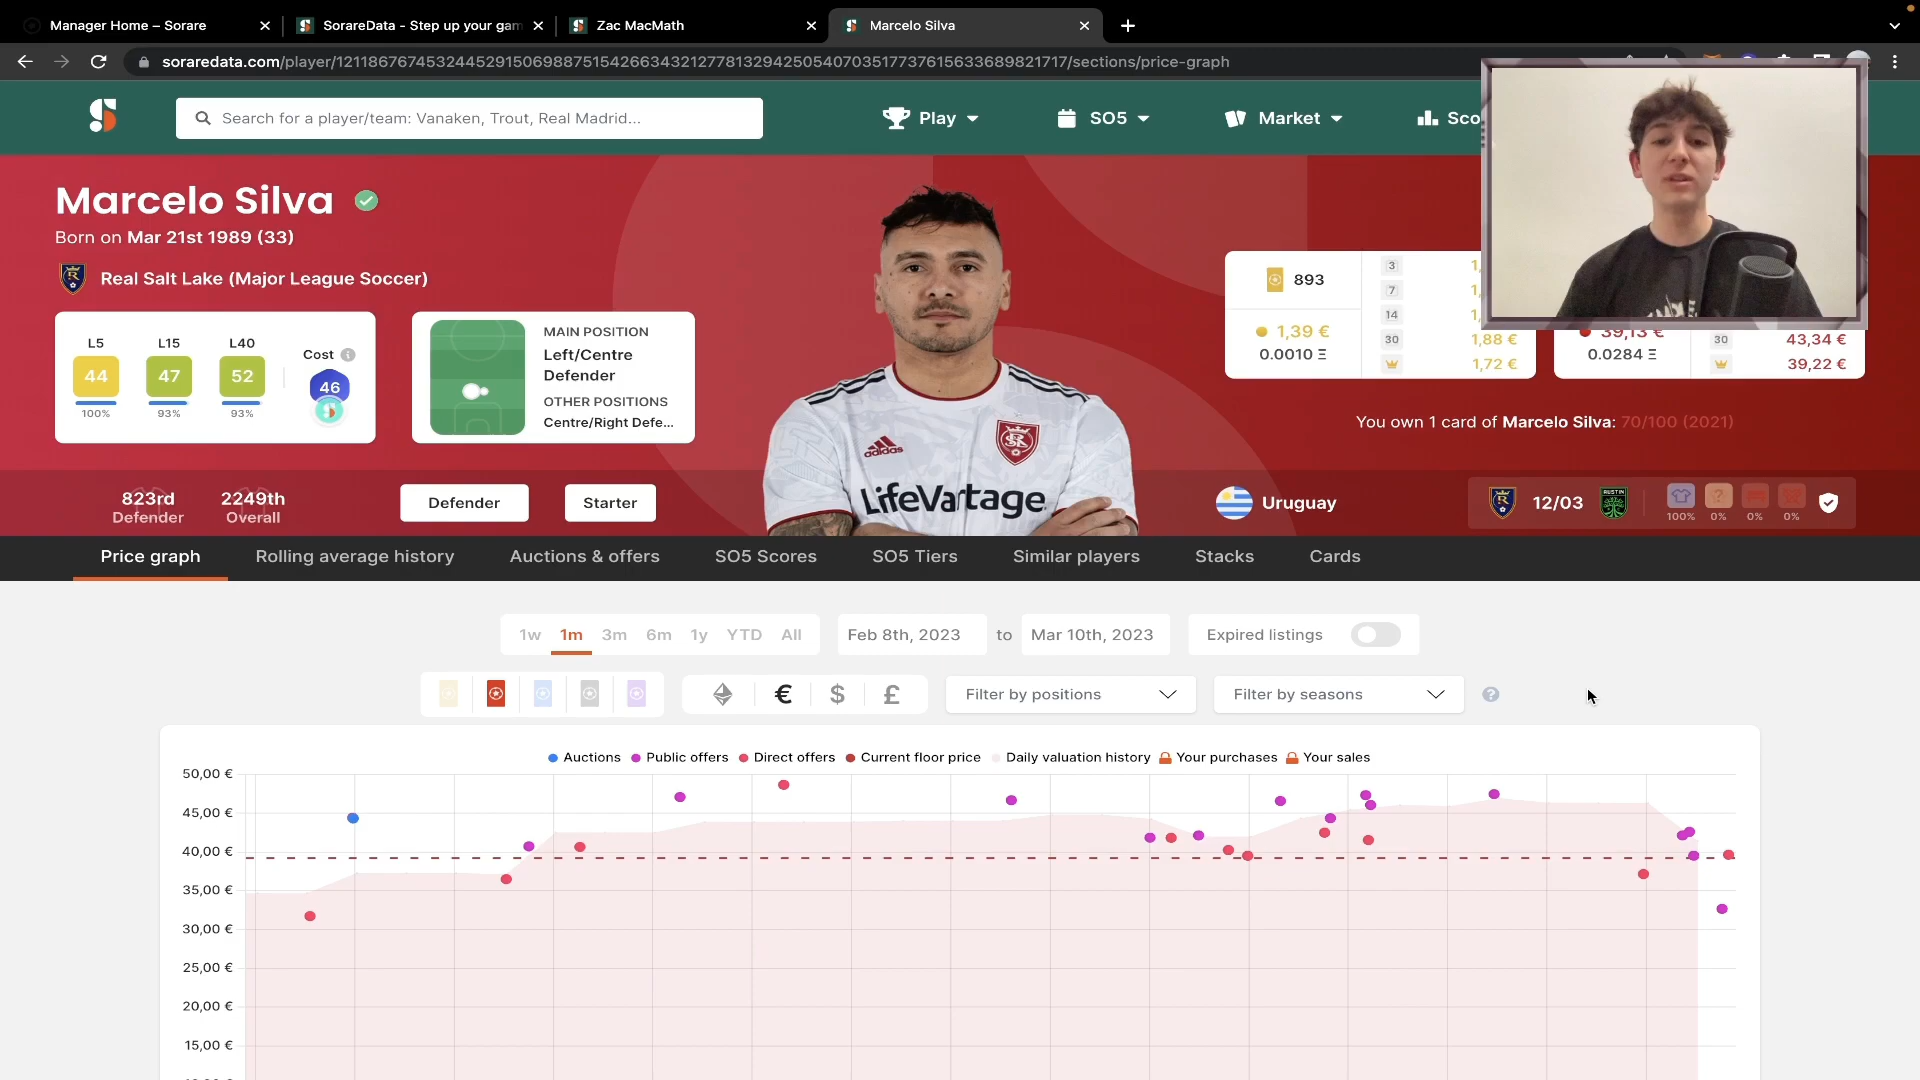 Manager Home – Sorare
SorareData - Step up your gam
Zac MacMath
Marcelo Silva
soraredata.com/player/121186767453244529150698875154266343212778132942505407035177376156336898217​17/sections/price-graph
Search for a player/team: Vanaken, Trout, Real Madrid...
Play
SO5
Market
Sco
Marcelo Silva
Born on Mar 21st 1989 (33)
Real Salt Lake (Major League Soccer)
L5 L15 L40
Cost
44 47 52 46
100% 93% 93%
MAIN POSITION
Left/Centre
Defender
OTHER POSITIONS
Centre/Right Defe...
893
1,39 €
0.0010 Ξ
3 1,
7 1,
14 1,
30 1,88 €
1,72 €
39,13 €
0.0284 Ξ
30 43,34 €
39,22 €
You own 1 card of Marcelo Silva: 70/100 (2021)
adidas
LifeVantage
823rd
Defender
2249th
Overall
Defender
Starter
Uruguay
12/03
AUSTIN
100% 0% 0% 0%
Price graph
Rolling average history
Auctions & offers
SO5 Scores
SO5 Tiers
Similar players
Stacks
Cards
1w 1m 3m 6m 1y YTD All
Feb 8th, 2023 to Mar 10th, 2023
Expired listings
€ $ £
Filter by positions
Filter by seasons
?
Auctions Public offers Direct offers Current floor price Daily valuation history Your purchases Your sales
50,00 €
45,00 €
40,00 €
35,00 €
30,00 €
25,00 €
20,00 €
15,00 €